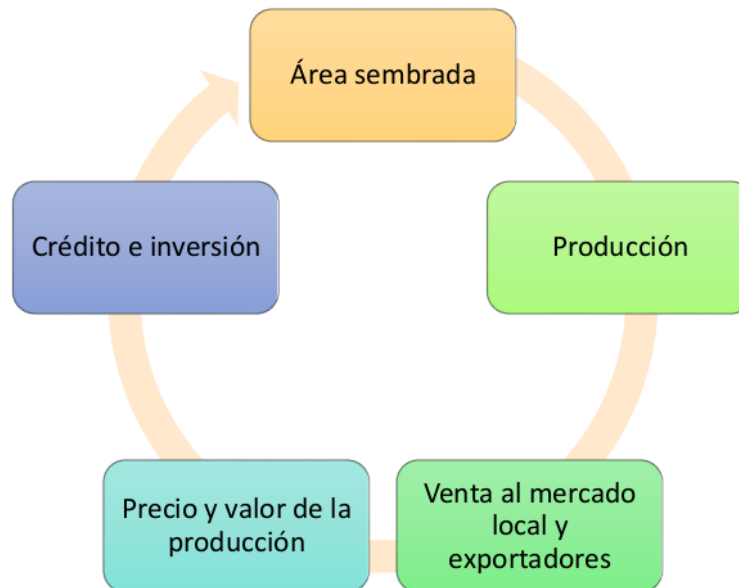 Área sembrada
Producción
Venta al mercado
local y
exportadores
Precio y valor de la
producción
Crédito e inversión